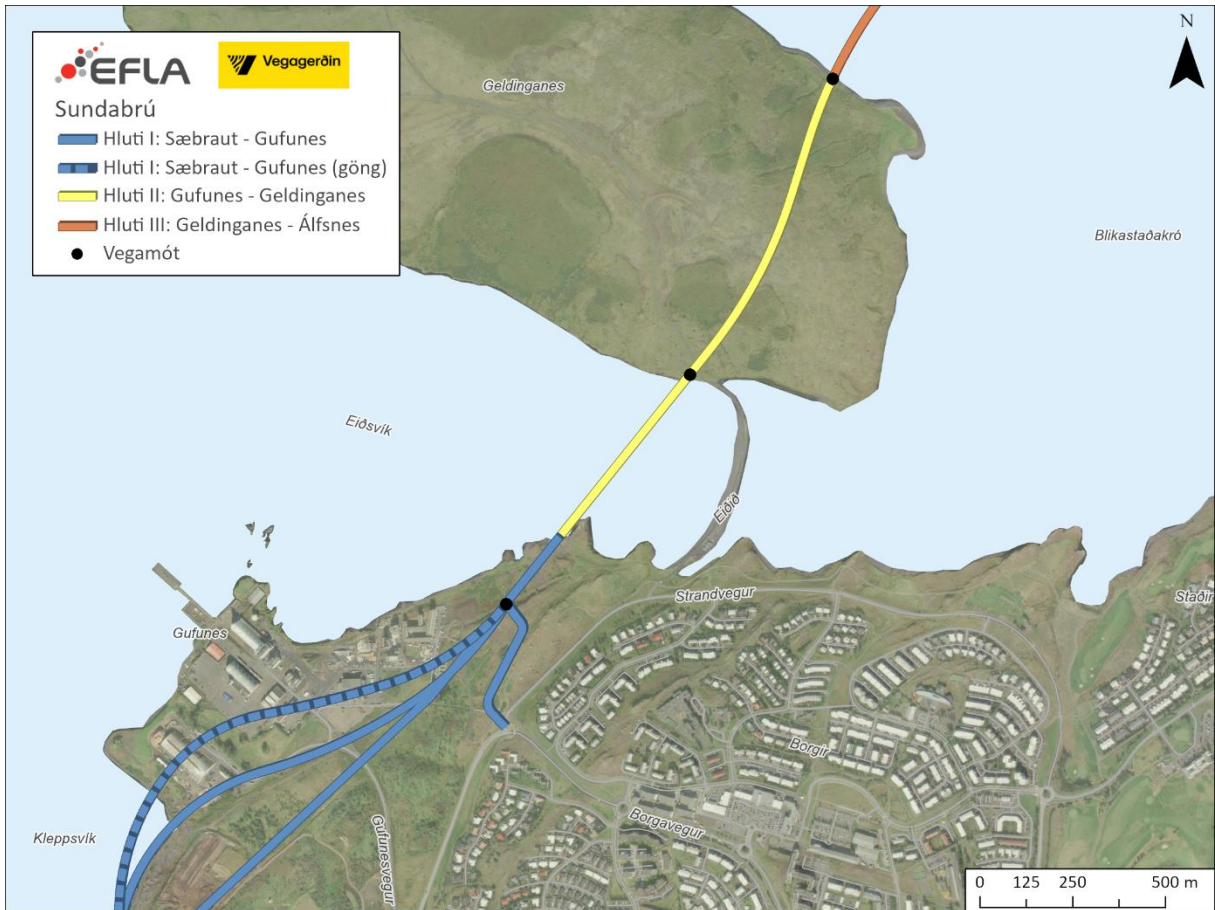 EFLA
Vegagerðin
Sundabrú
Hluti I: Sæbraut - Gufunes
Hluti I: Sæbraut - Gufunes (göng)
Hluti II: Gufunes - Geldinganes
Hluti III: Geldinganes - Álfsnes
Vegamót
N
Geldinganes
Blikastaðakró
Eiðsvík
Eiðið
Strandvegur
Staðir
Gufunes
Borgir
Borgavegur
Gufunesvegur
Kleppsvík
0 125 250 500 m